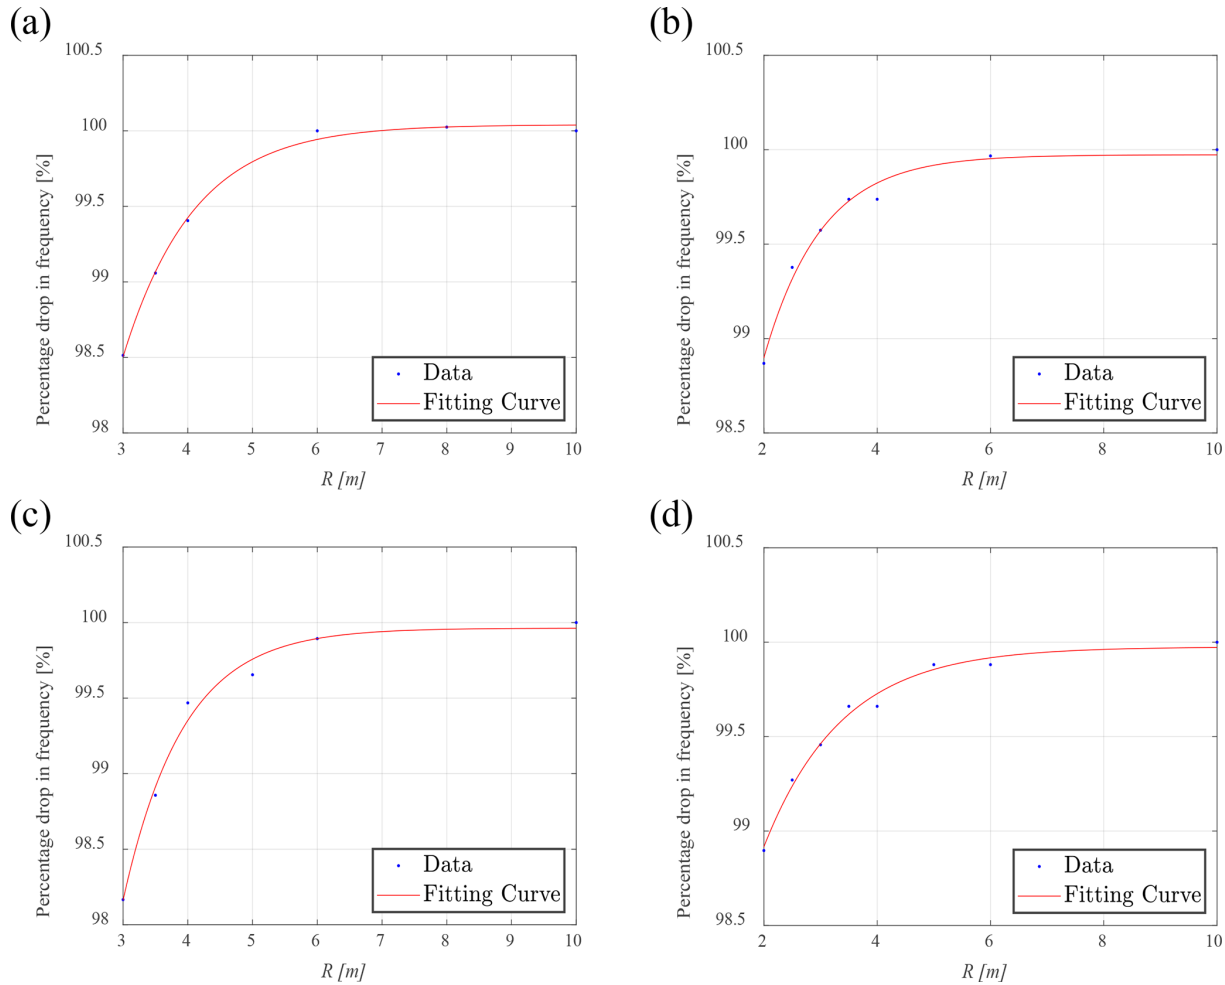 (a)
100.5
100
99.5
99
98.5
98
Percentage drop in frequency [%]
3 4 5 6 7 8 9 10
R [m]
Data
Fitting Curve
(b)
100.5
100
99.5
99
98.5
Percentage drop in frequency [%]
2 4 6 8 10
R [m]
Data
Fitting Curve
(c)
100.5
100
99.5
99
98.5
98
Percentage drop in frequency [%]
3 4 5 6 7 8 9 10
R [m]
Data
Fitting Curve
(d)
100.5
100
99.5
99
98.5
Percentage drop in frequency [%]
2 4 6 8 10
R [m]
Data
Fitting Curve